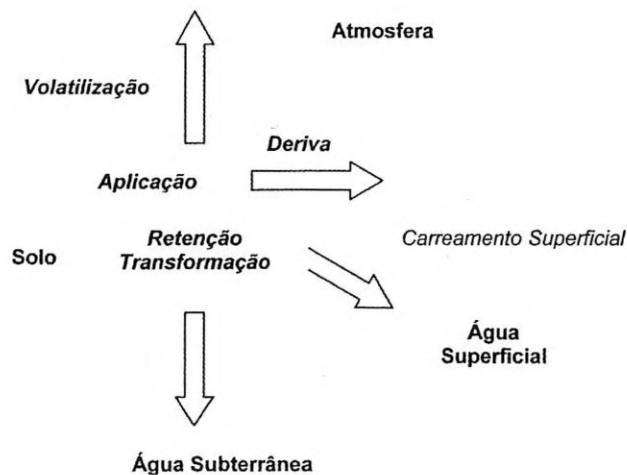 Atmosfera
Volatilização
Deriva
Aplicação
Retenção
Transformação
Solo
Carreamento Superficial
Água
Superficial
Água Subterrânea